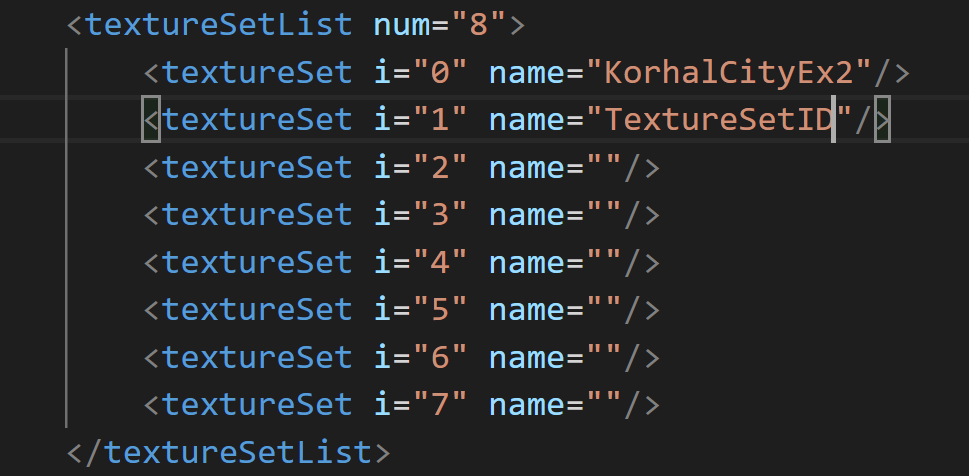 <textureSetList num="8">
<textureSet i="0" name="KorhalCityEx2"/>
<textureSet i="1" name="TextureSetID"/>
<textureSet i="2" name=""/>
<textureSet i="3" name=""/>
<textureSet i="4" name=""/>
<textureSet i="5" name=""/>
<textureSet i="6" name=""/>
<textureSet i="7" name=""/>
</textureSetList>